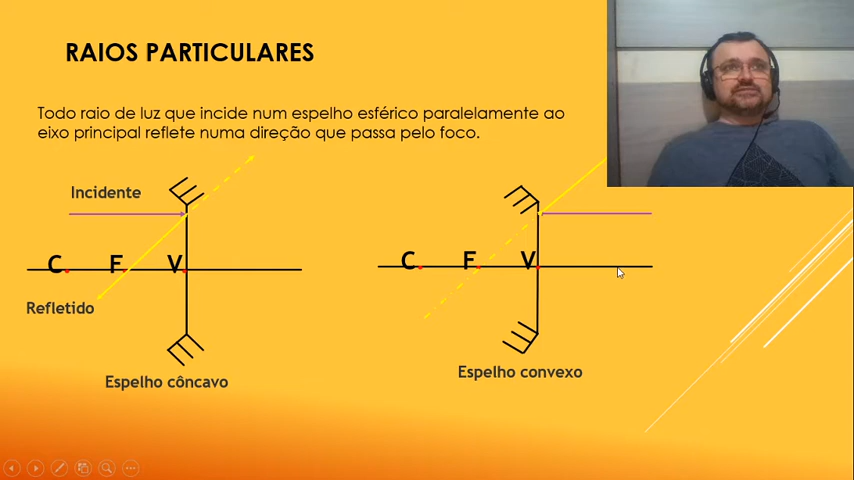 RAIOS PARTICULARES
Todo raio de luz que incide num espelho esférico paralelamente ao
eixo principal reflete numa direção que passa pelo foco.
Incidente
C F V
Refletido
Espelho côncavo
C F V
Espelho convexo